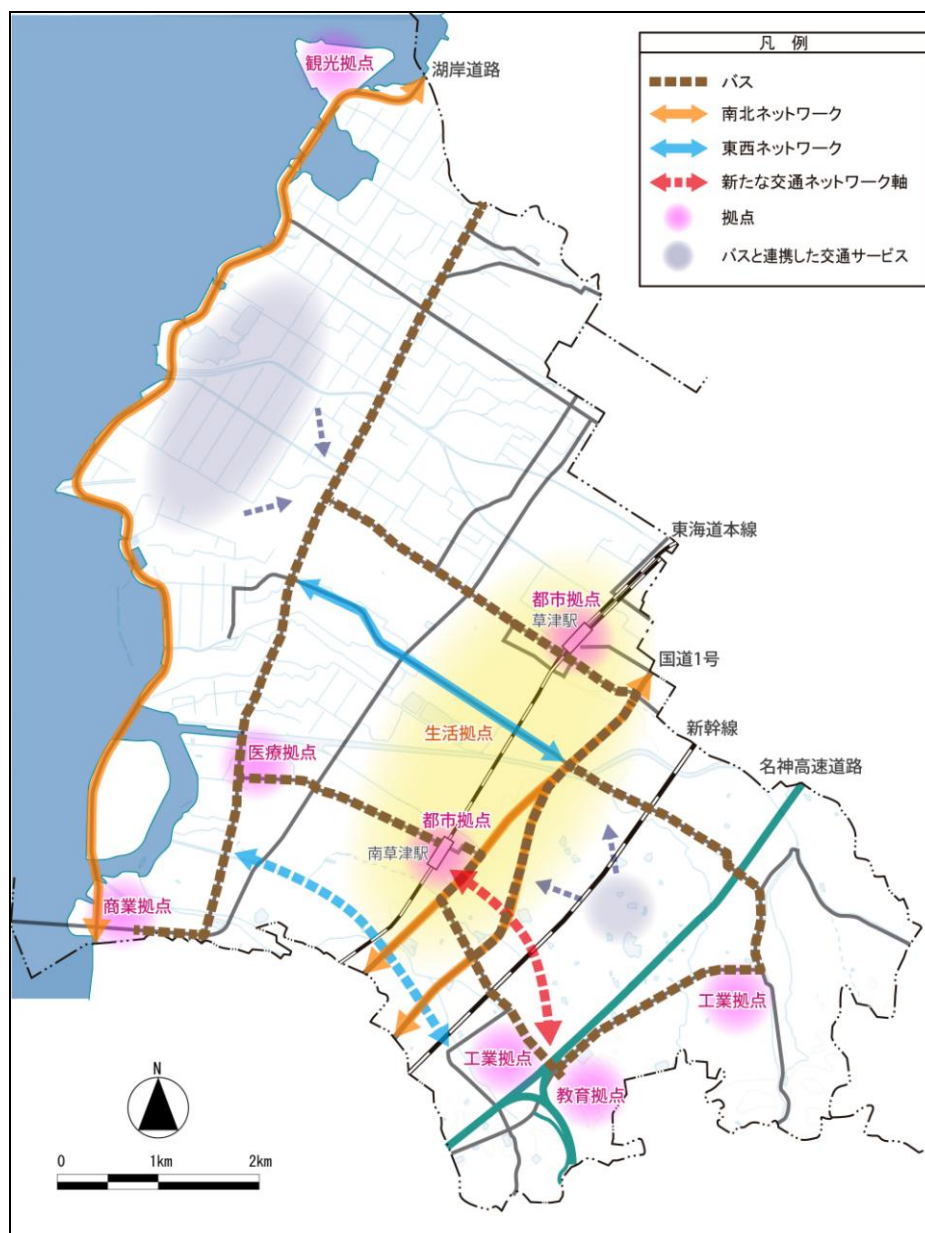 凡 例
バス
南北ネットワーク
東西ネットワーク
新たな交通ネットワーク軸
拠点
バスと連携した交通サービス
観光拠点
湖岸道路
東海道本線
都市拠点
草津駅
国道1号
新幹線
生活拠点
名神高速道路
医療拠点
都市拠点
南草津駅
商業拠点
工業拠点
工業拠点
教育拠点
N
0 1km 2km